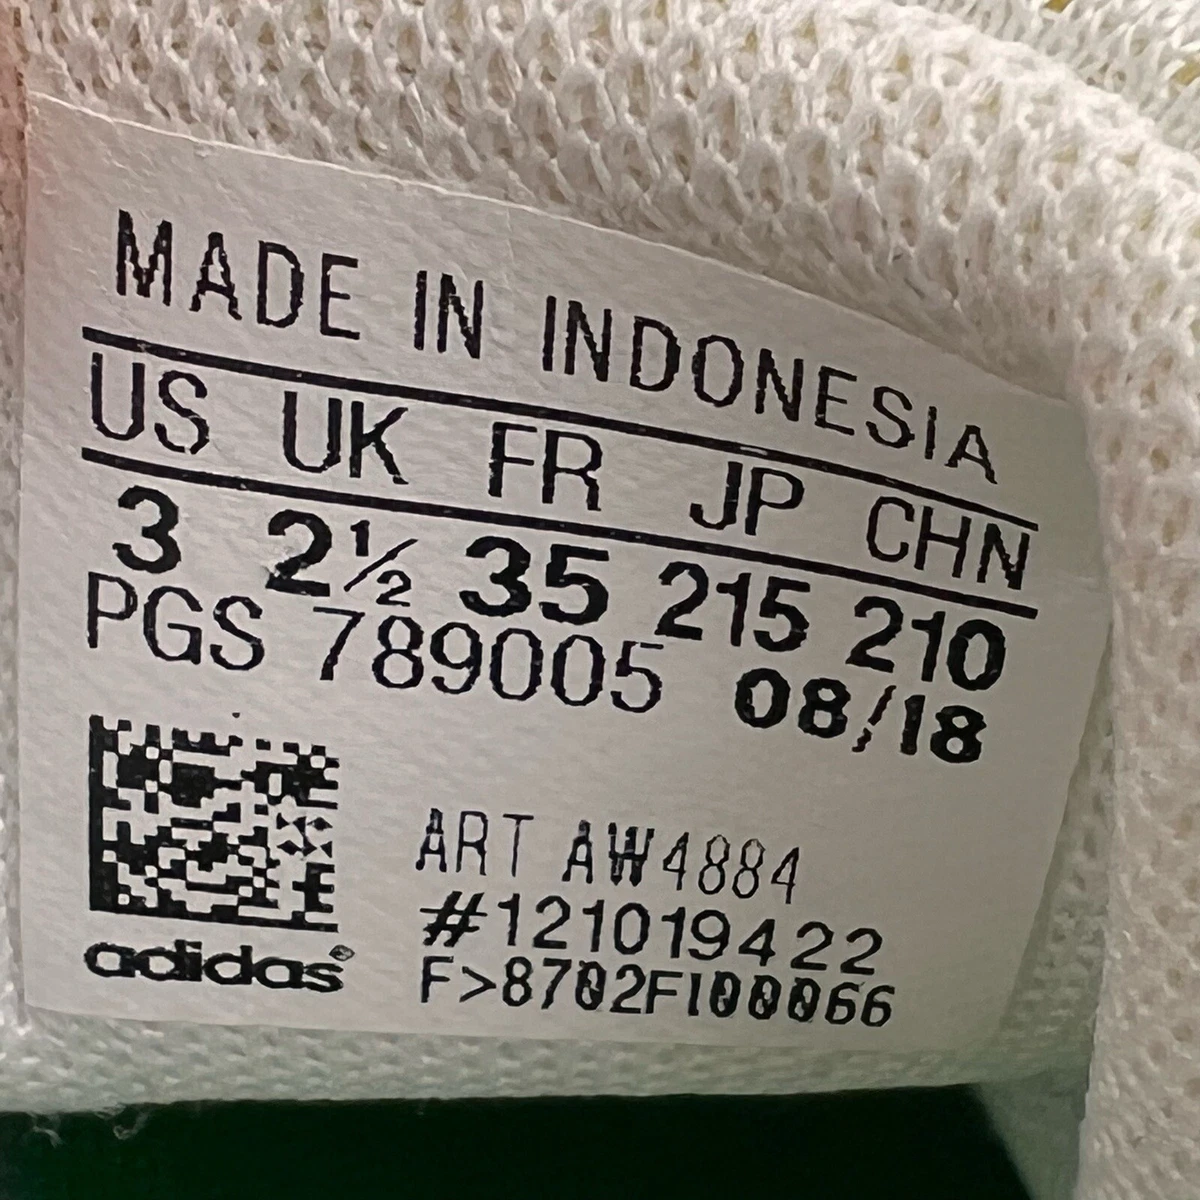 MADE IN INDONESIA
US UK FR JP CHN
3 2½ 35 215 210
PGS 789005 08/18
ART AW4884
#121019422
F>8702FI00066
adidas®